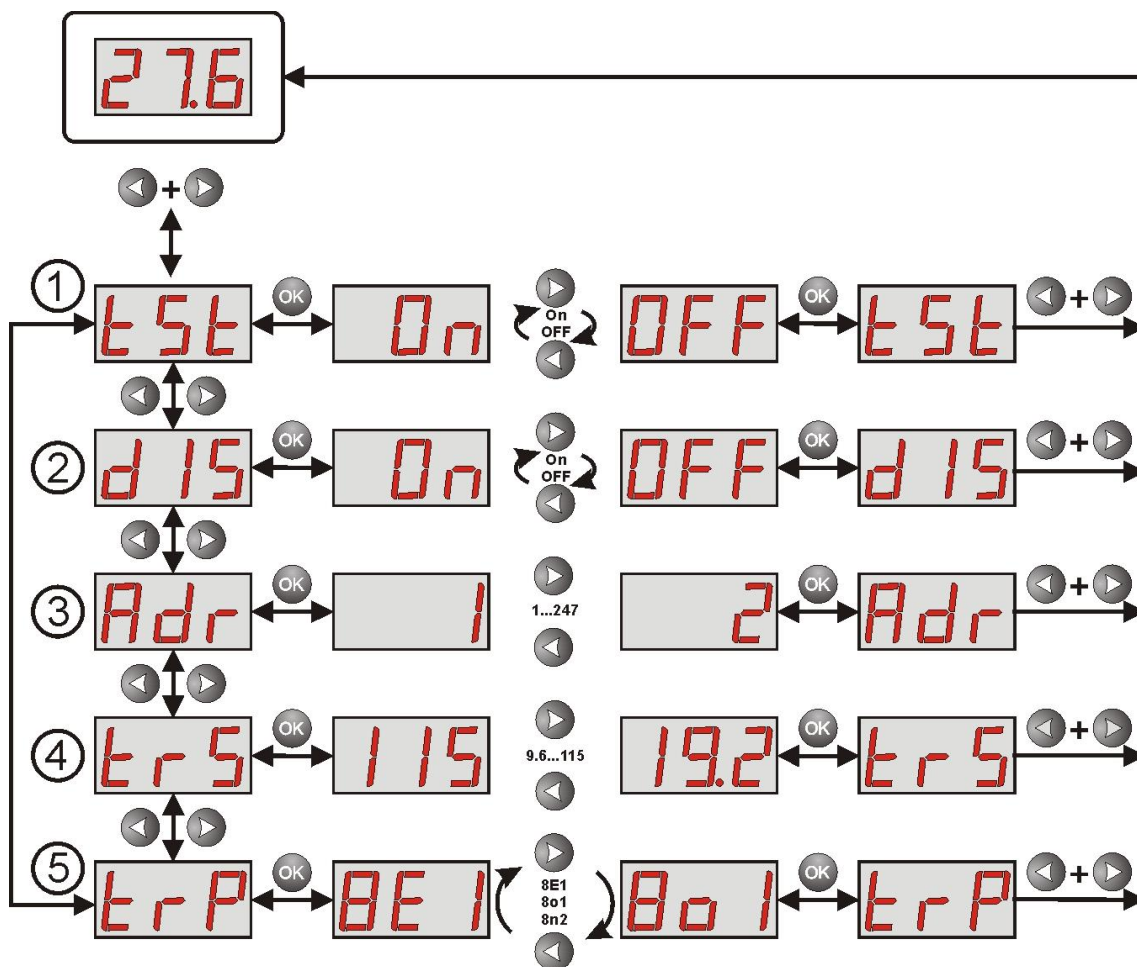 27.6
+
1 tSt OK On On OFF OFF OK tSt +
2 dIS OK On On OFF OFF OK dIS +
3 Adr OK 1 1...247 2 OK Adr +
4 trS OK 115 9.6...115 19.2 OK trS +
5 trP OK 8E1 8E1 8o1 8n2 8o1 OK trP +